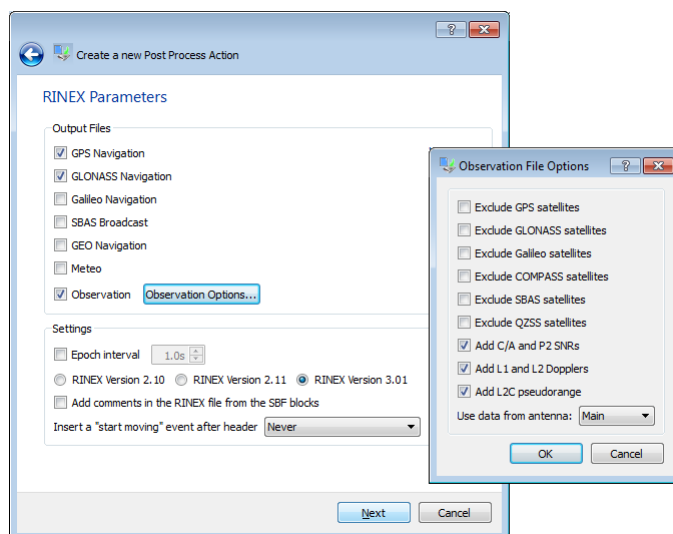 Create a new Post Process Action
RINEX Parameters
Output Files
GPS Navigation
GLONASS Navigation
Galileo Navigation
SBAS Broadcast
GEO Navigation
Meteo
Observation Observation Options...
Settings
Epoch interval 1.0s
RINEX Version 2.10 RINEX Version 2.11 RINEX Version 3.01
Add comments in the RINEX file from the SBF blocks
Insert a "start moving" event after header Never
Next Cancel
Observation File Options
Exclude GPS satellites
Exclude GLONASS satellites
Exclude Galileo satellites
Exclude COMPASS satellites
Exclude SBAS satellites
Exclude QZSS satellites
Add C/A and P2 SNRs
Add L1 and L2 Dopplers
Add L2C pseudorange
Use data from antenna: Main
OK Cancel